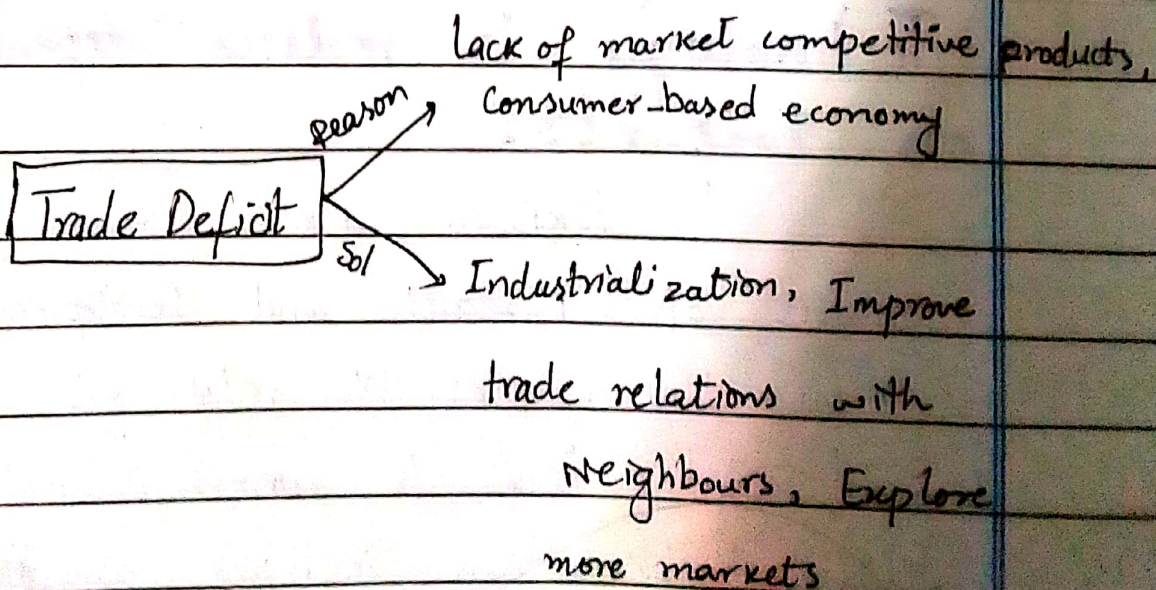 lack of market competitive products,
reason
Consumer-based economy
Trade Deficit
Sol
Industrialization, Improve
trade relations with
Neighbours, Explore
more markets